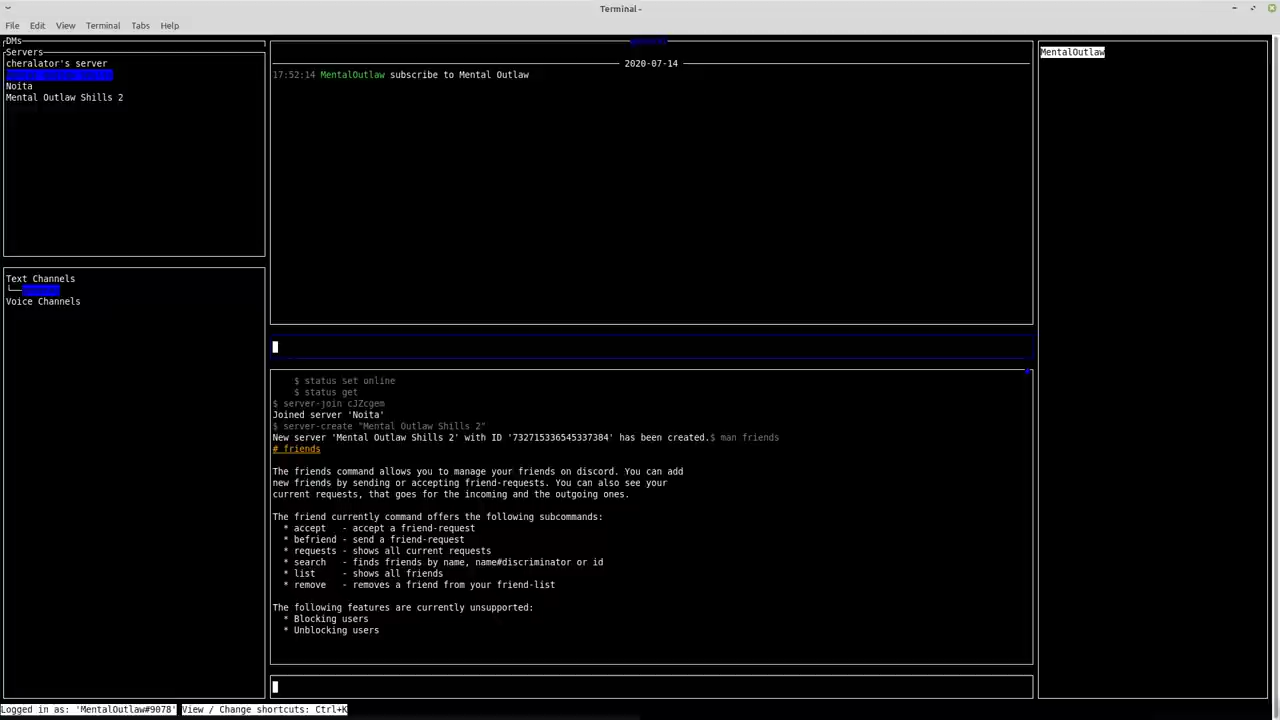 Terminal -
File Edit View Terminal Tabs Help
DMs
Servers
cheralator's server
Noita
Mental Outlaw Shills 2
Text Channels
Voice Channels
2020-07-14
17:52:14 MentalOutlaw subscribe to Mental Outlaw
$ status set online
$ status get
$ server-join cJZcgem
Joined server 'Noita'
$ server-create "Mental Outlaw Shills 2"
New server 'Mental Outlaw Shills 2' with ID '732715336545337384' has been created.$ man friends
# friends
The friends command allows you to manage your friends on discord. You can add
new friends by sending or accepting friend-requests. You can also see your
current requests, that goes for the incoming and the outgoing ones.
The friend currently command offers the following subcommands:
* accept - accept a friend-request
* befriend - send a friend-request
* requests - shows all current requests
* search - finds friends by name, name#discriminator or id
* list - shows all friends
* remove - removes a friend from your friend-list
The following features are currently unsupported:
* Blocking users
* Unblocking users
MentalOutlaw
Logged in as: 'MentalOutlaw#9078' View / Change shortcuts: Ctrl+K